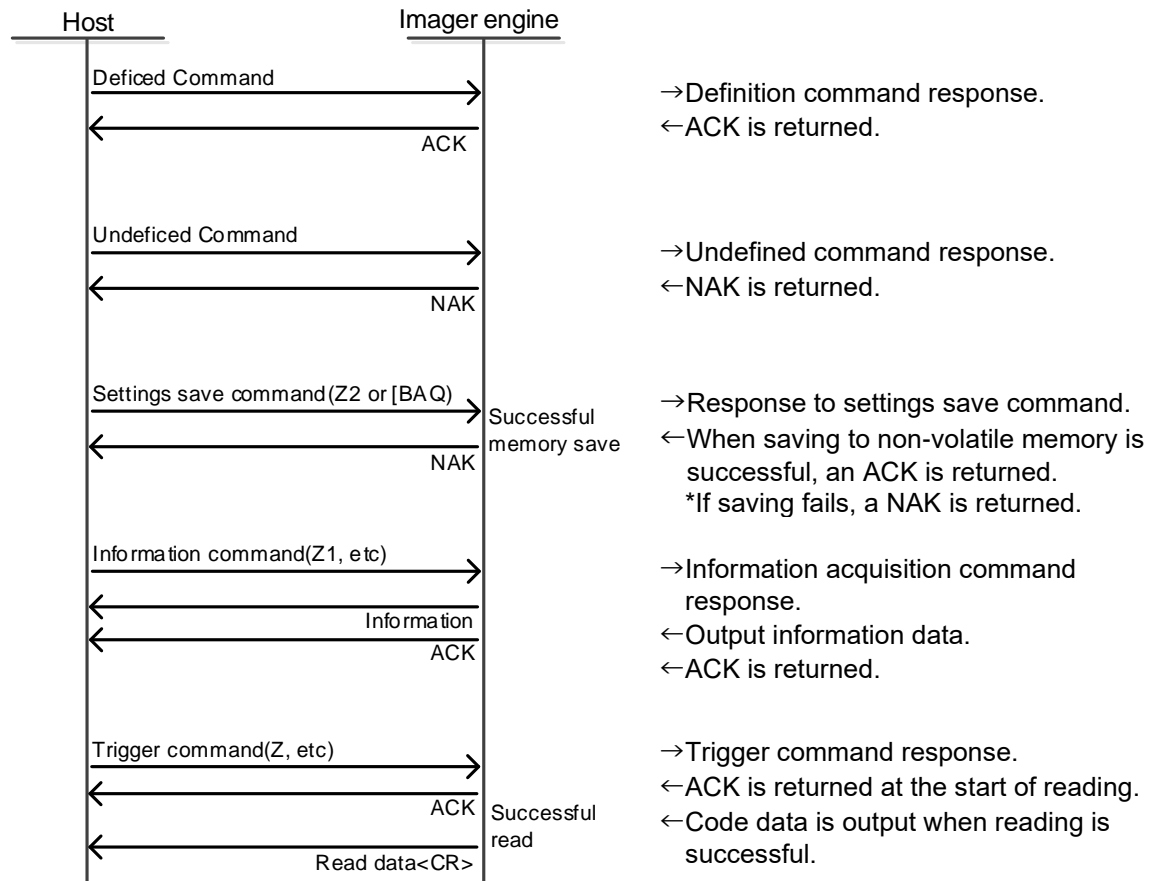 Host
Imager engine
Deficed Command
→Definition command response.
ACK
←ACK is returned.
Undeficed Command
→Undefined command response.
NAK
←NAK is returned.
Settings save command(Z2 or [BAQ)
→Response to settings save command.
Successful
memory save
NAK
←When saving to non-volatile memory is
successful, an ACK is returned.
*If saving fails, a NAK is returned.
Information command(Z1, etc)
→Information acquisition command
response.
Information
←Output information data.
ACK
←ACK is returned.
Trigger command(Z, etc)
→Trigger command response.
ACK
←ACK is returned at the start of reading.
Successful
read
Read data<CR>
←Code data is output when reading is
successful.